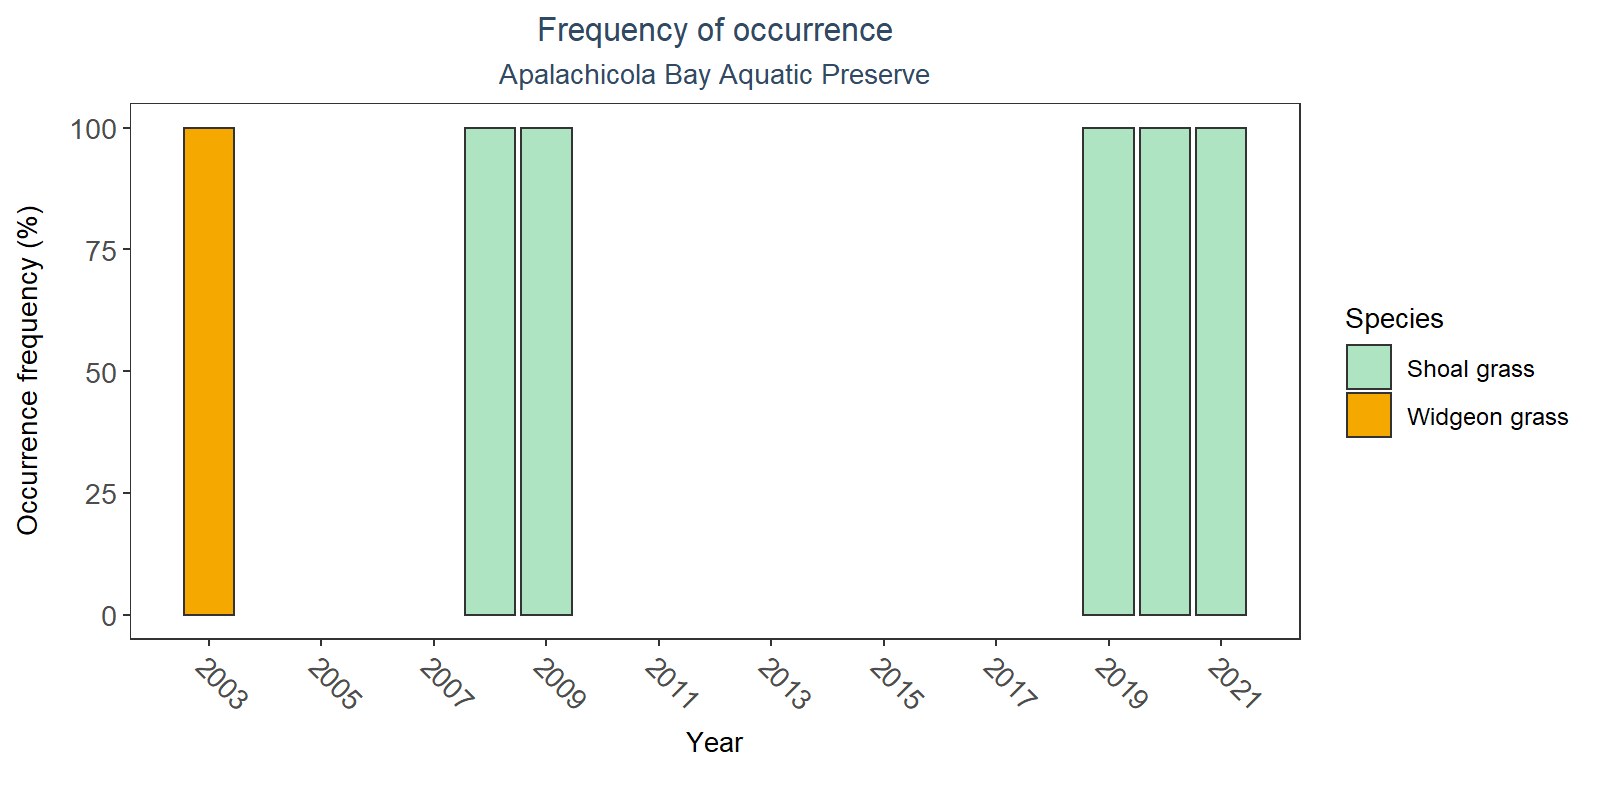 Frequency of occurrence
Apalachicola Bay Aquatic Preserve
Occurrence frequency (%)
100
75
50
25
0
2003
2005
2007
2009
2011
2013
2015
2017
2019
2021
Year
Species
Shoal grass
Widgeon grass